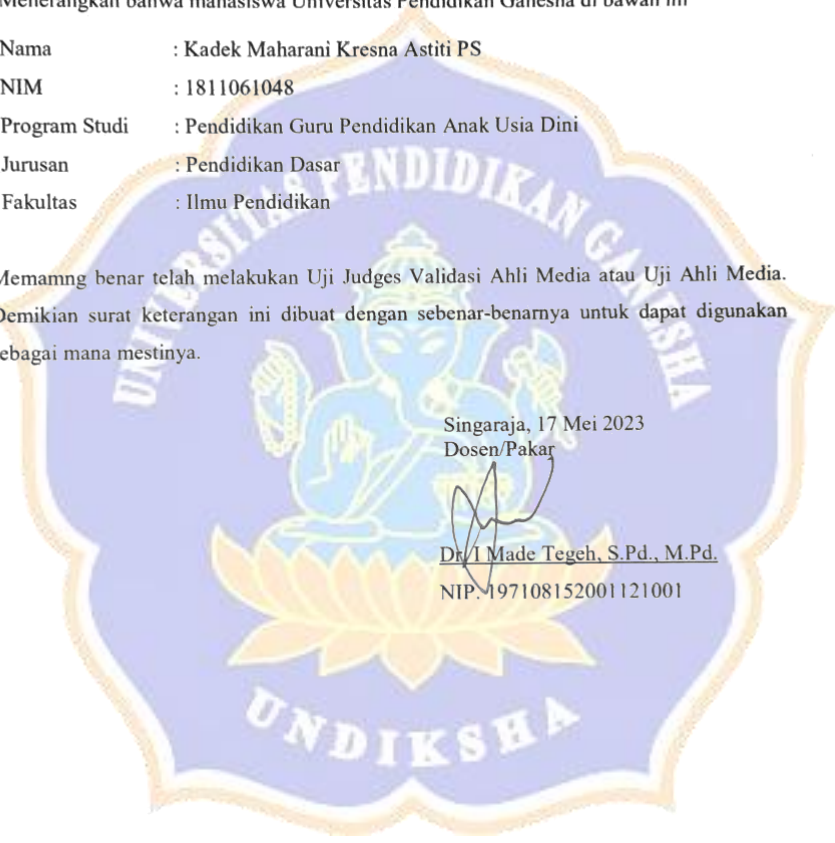 Menerangkan bahwa mahasiswa Universitas Pendidikan Ganesha di bawah ini
Nama : Kadek Maharani Kresna Astiti PS
NIM : 1811061048
Program Studi : Pendidikan Guru Pendidikan Anak Usia Dini
Jurusan : Pendidikan Dasar
Fakultas : Ilmu Pendidikan
UNIVERSITAS PENDIDIKAN GANESHA
Memamng benar telah melakukan Uji Judges Validasi Ahli Media atau Uji Ahli Media.
Demikian surat keterangan ini dibuat dengan sebenar-benarnya untuk dapat digunakan
sebagai mana mestinya.
Singaraja, 17 Mei 2023
Dosen/Pakar
Dr. I Made Tegeh, S.Pd., M.Pd.
NIP. 197108152001121001
UNDIKSHA